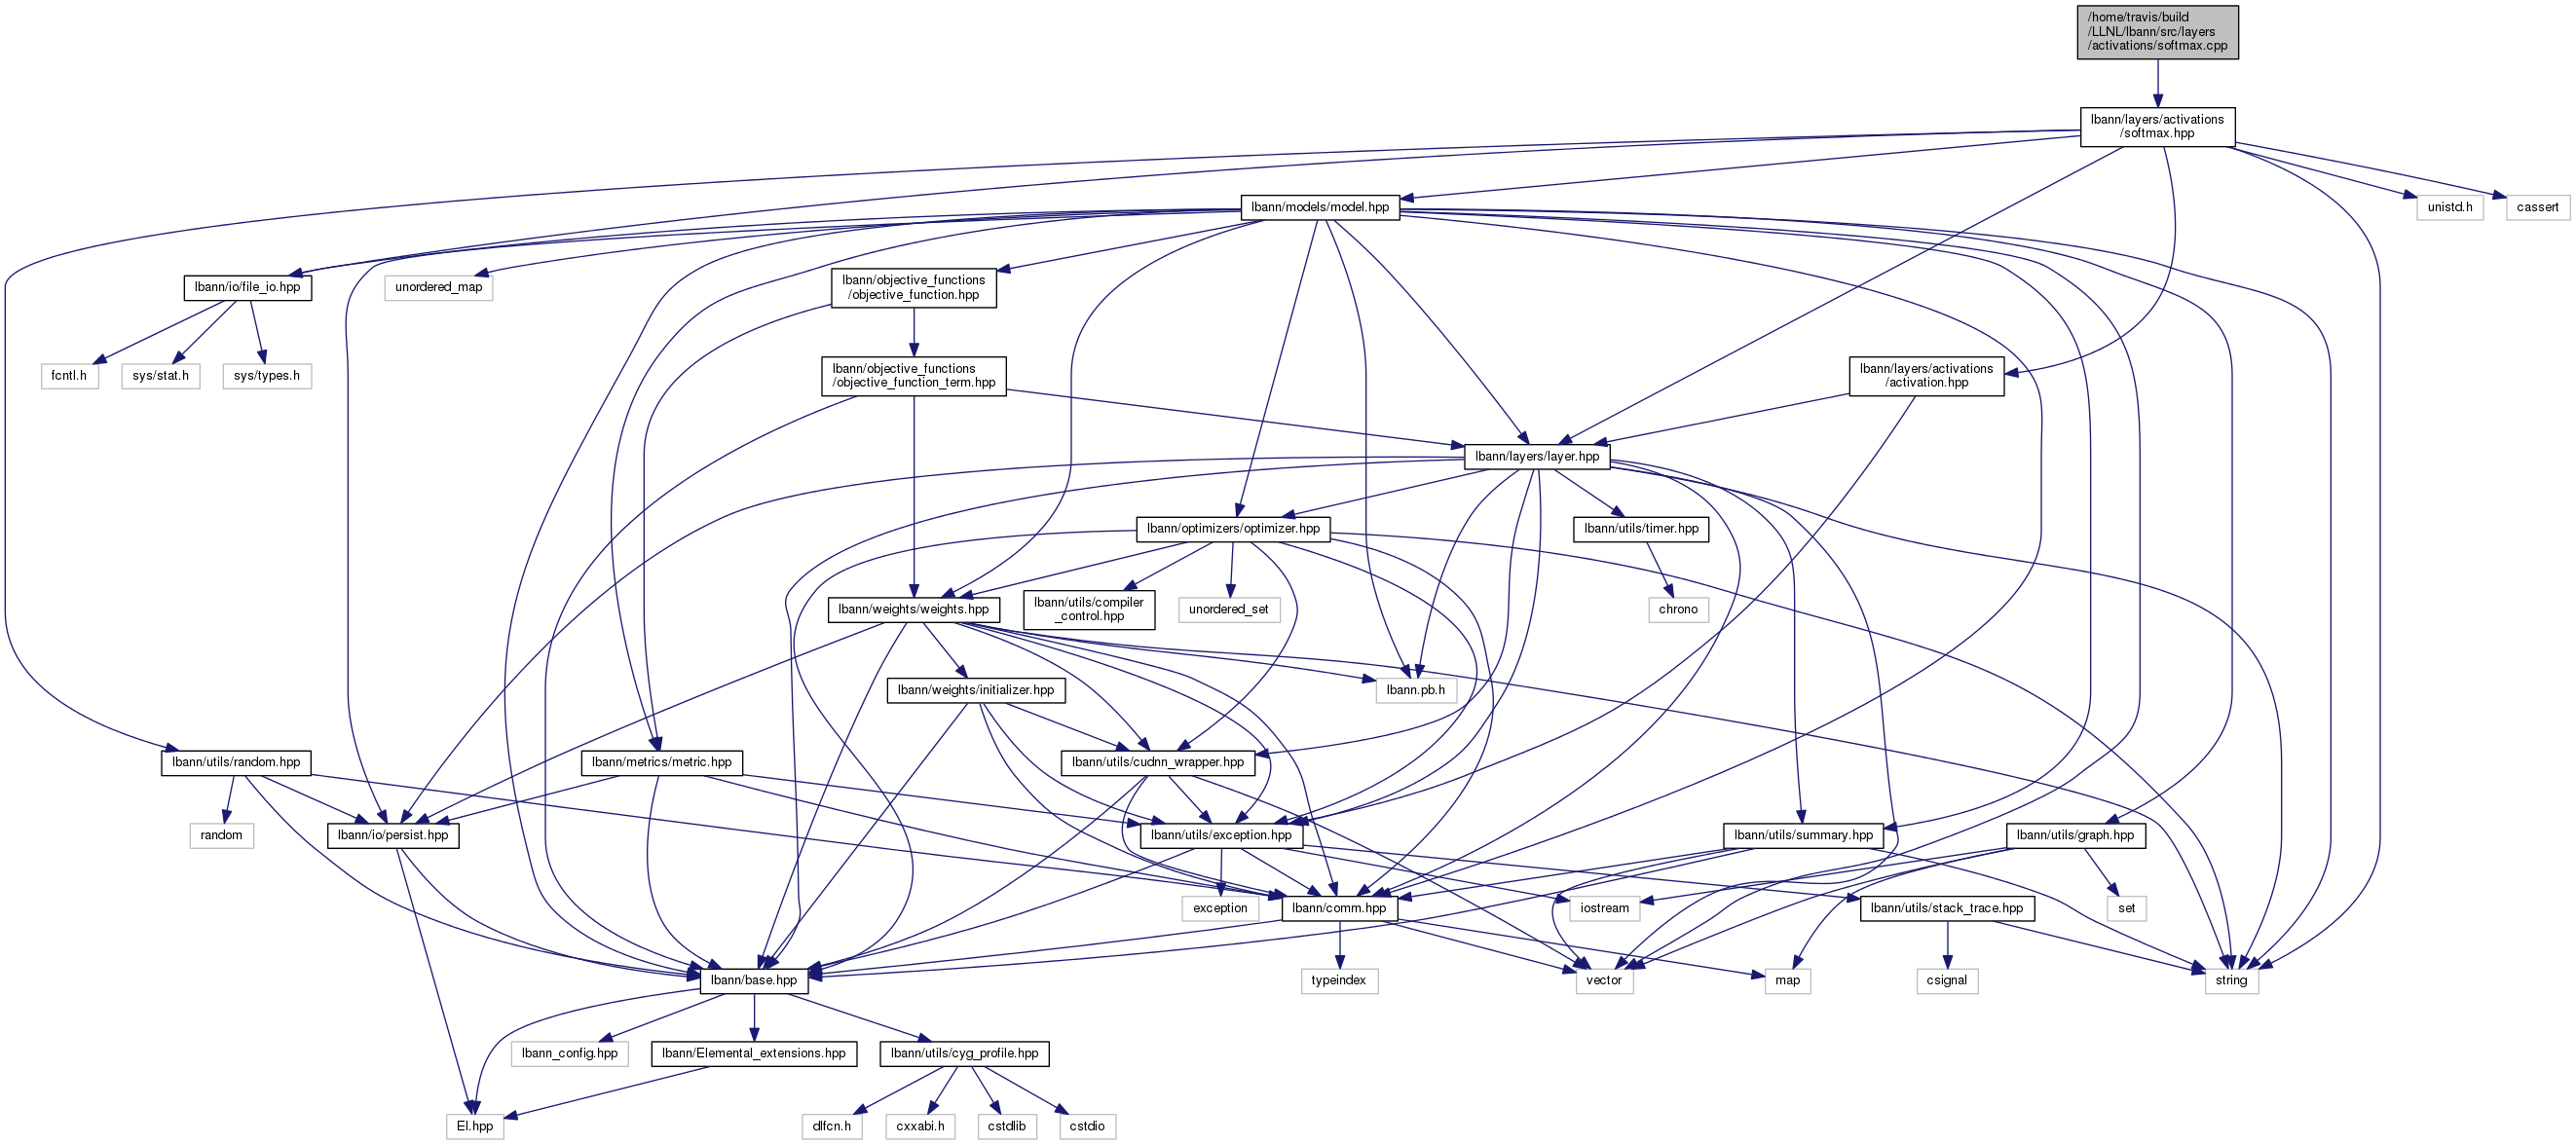 /home/travis/build
/LLNL/lbann/src/layers
/activations/softmax.cpp
lbann/layers/activations
/softmax.hpp
lbann/models/model.hpp
unistd.h
cassert
lbann/io/file_io.hpp
unordered_map
lbann/objective_functions
/objective_function.hpp
fcntl.h
sys/stat.h
sys/types.h
lbann/objective_functions
/objective_function_term.hpp
lbann/layers/activations
/activation.hpp
lbann/layers/layer.hpp
lbann/optimizers/optimizer.hpp
lbann/utils/timer.hpp
lbann/weights/weights.hpp
lbann/utils/compiler
_control.hpp
unordered_set
chrono
lbann/weights/initializer.hpp
lbann.pb.h
lbann/utils/random.hpp
lbann/metrics/metric.hpp
lbann/utils/cudnn_wrapper.hpp
random
lbann/io/persist.hpp
lbann/utils/exception.hpp
lbann/utils/summary.hpp
lbann/utils/graph.hpp
exception
lbann/comm.hpp
iostream
lbann/utils/stack_trace.hpp
set
lbann/base.hpp
typeindex
vector
map
csignal
string
lbann_config.hpp
lbann/Elemental_extensions.hpp
lbann/utils/cyg_profile.hpp
El.hpp
dlfcn.h
cxxabi.h
cstdlib
cstdio